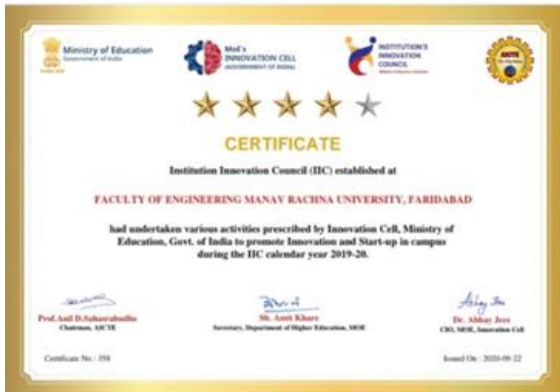 Ministry of Education
Government of India
MoE's
INNOVATION CELL
(GOVERNMENT OF INDIA)
INSTITUTION'S
INNOVATION
COUNCIL
CERTIFICATE
Institution Innovation Council (IIC) established at
FACULTY OF ENGINEERING MANAV RACHNA UNIVERSITY, FARIDABAD
had undertaken various activities prescribed by Innovation Cell, Ministry of
Education, Govt. of India to promote Innovation and Start-up in campus
during the IIC calendar year 2019-20.
Prof. Anil D. Sahasrabudhe
Chairman, AICTE
Sh. Amit Khare
Secretary, Department of Higher Education, MOE
Dr. Abhay Jere
CIO, MOE, Innovation Cell
Certificate No : 358
Issued On : 2020-09-22